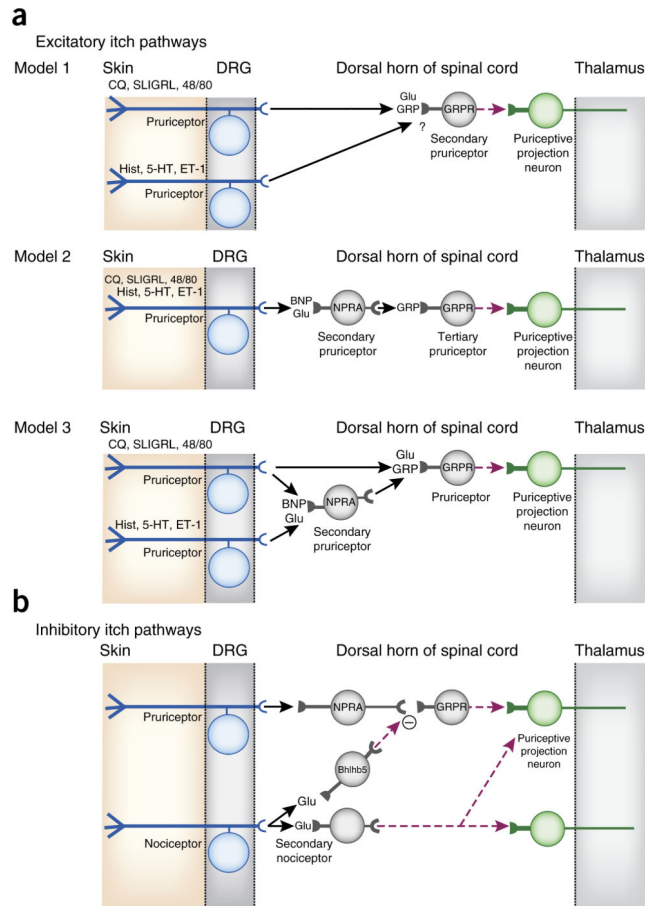 a
Excitatory itch pathways
Model 1 Skin DRG Dorsal horn of spinal cord Thalamus
CQ, SLIGRL, 48/80
Glu
GRP GRPR
Pruriceptor
?
Secondary
pruriceptor
Puriceptive
projection
neuron
Hist, 5-HT, ET-1
Pruriceptor
Model 2 Skin DRG Dorsal horn of spinal cord Thalamus
CQ, SLIGRL, 48/80
Hist, 5-HT, ET-1
Pruriceptor
BNP
Glu
NPRA GRP GRPR
Secondary
pruriceptor
Tertiary
pruriceptor
Puriceptive
projection
neuron
Model 3 Skin DRG Dorsal horn of spinal cord Thalamus
CQ, SLIGRL, 48/80
Glu
GRP GRPR
Pruriceptor
BNP
Glu
NPRA
Pruriceptor
Puriceptive
projection
neuron
Secondary
pruriceptor
Hist, 5-HT, ET-1
Pruriceptor
b
Inhibitory itch pathways
Skin DRG Dorsal horn of spinal cord Thalamus
Pruriceptor
NPRA GRPR
−
Puriceptive
projection
neuron
Bhlhb5
Glu
Glu
Nociceptor
Secondary
nociceptor